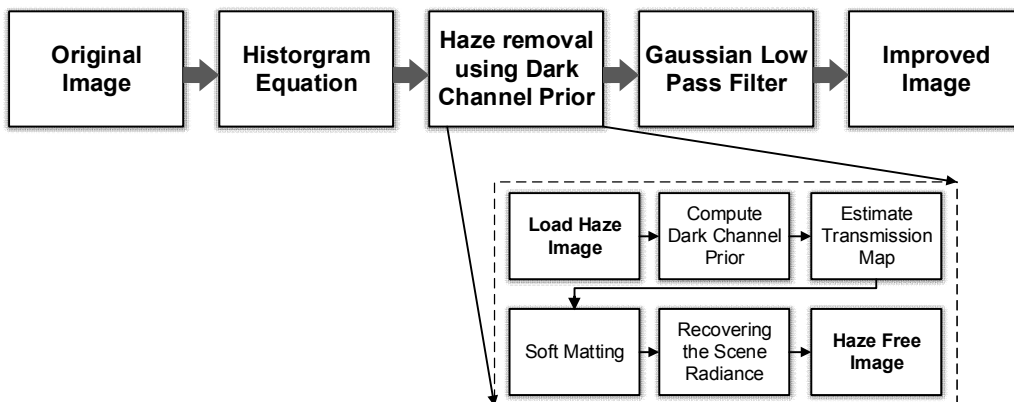 Original
Image
Historgram
Equation
Haze removal
using Dark
Channel Prior
Gaussian Low
Pass Filter
Improved
Image
Load Haze
Image
Compute
Dark Channel
Prior
Estimate
Transmission
Map
Soft Matting
Recovering
the Scene
Radiance
Haze Free
Image